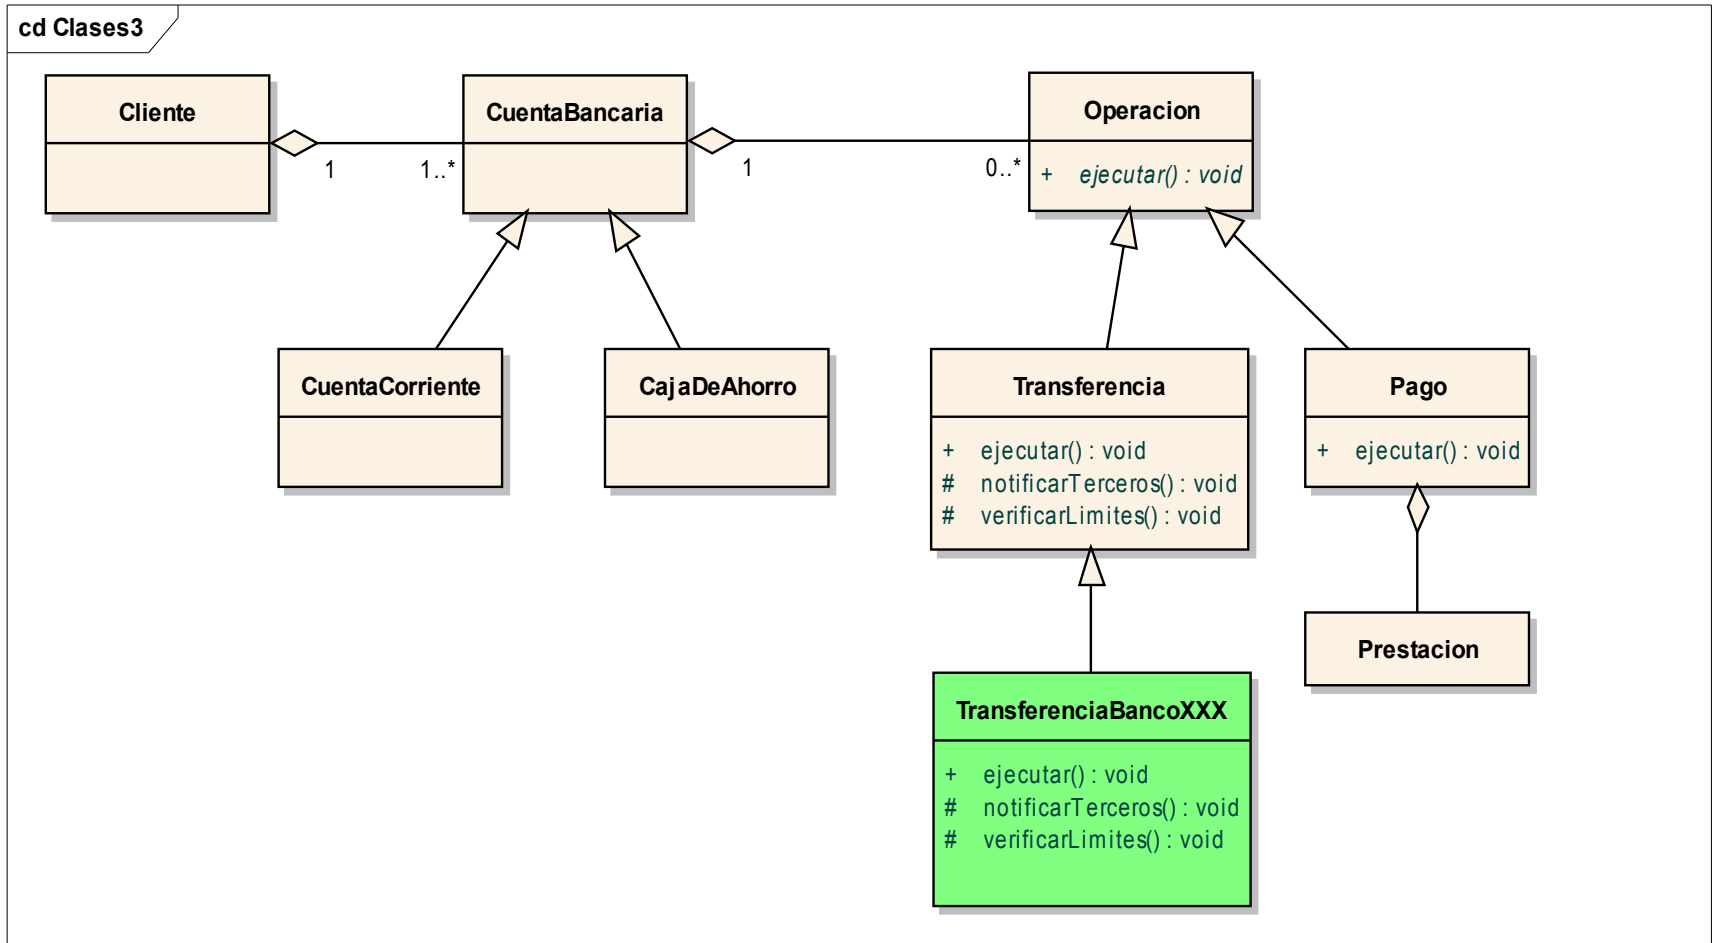 cd Clases3
Cliente
1
1..*
CuentaBancaria
1
0..*
Operacion
+ ejecutar() : void
CuentaCorriente
CajaDeAhorro
Transferencia
+ ejecutar() : void
# notificarTerceros() : void
# verificarLimites() : void
Pago
+ ejecutar() : void
Prestacion
TransferenciaBancoXXX
+ ejecutar() : void
# notificarTerceros() : void
# verificarLimites() : void